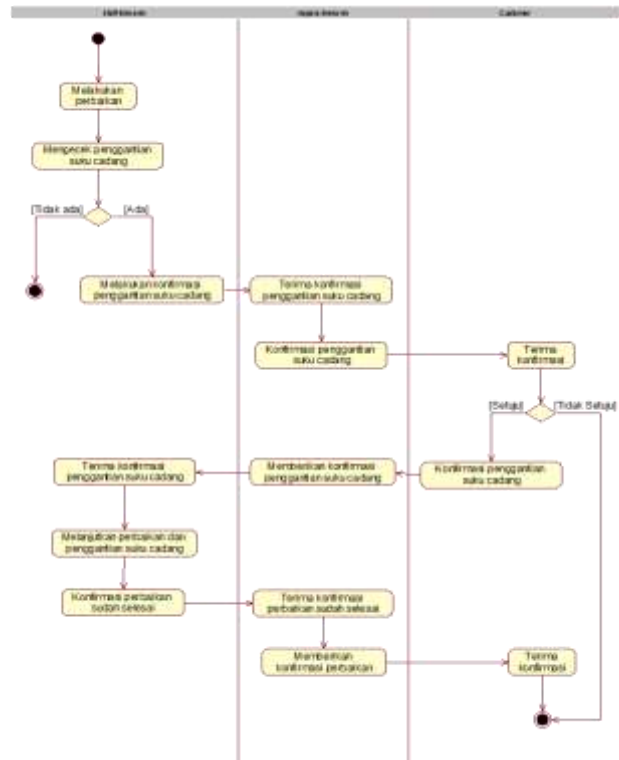 Melakukan
perbaikan
Mengecek penggantian
suku cadang
[Tidak ada]
[Ada]
Melakukan konfirmasi
penggantian suku cadang
Terima konfirmasi
penggantian suku cadang
Konfirmasi penggantian
suku cadang
Terima
konfirmasi
[Setuju]
[Tidak Setuju]
Terima konfirmasi
penggantian suku cadang
Memberikan konfirmasi
penggantian suku cadang
Konfirmasi penggantian
suku cadang
Melanjutkan perbaikan dan
penggantian suku cadang
Konfirmasi perbaikan
sudah selesai
Terima konfirmasi
perbaikan sudah selesai
Memberikan
konfirmasi perbaikan
Terima
konfirmasi